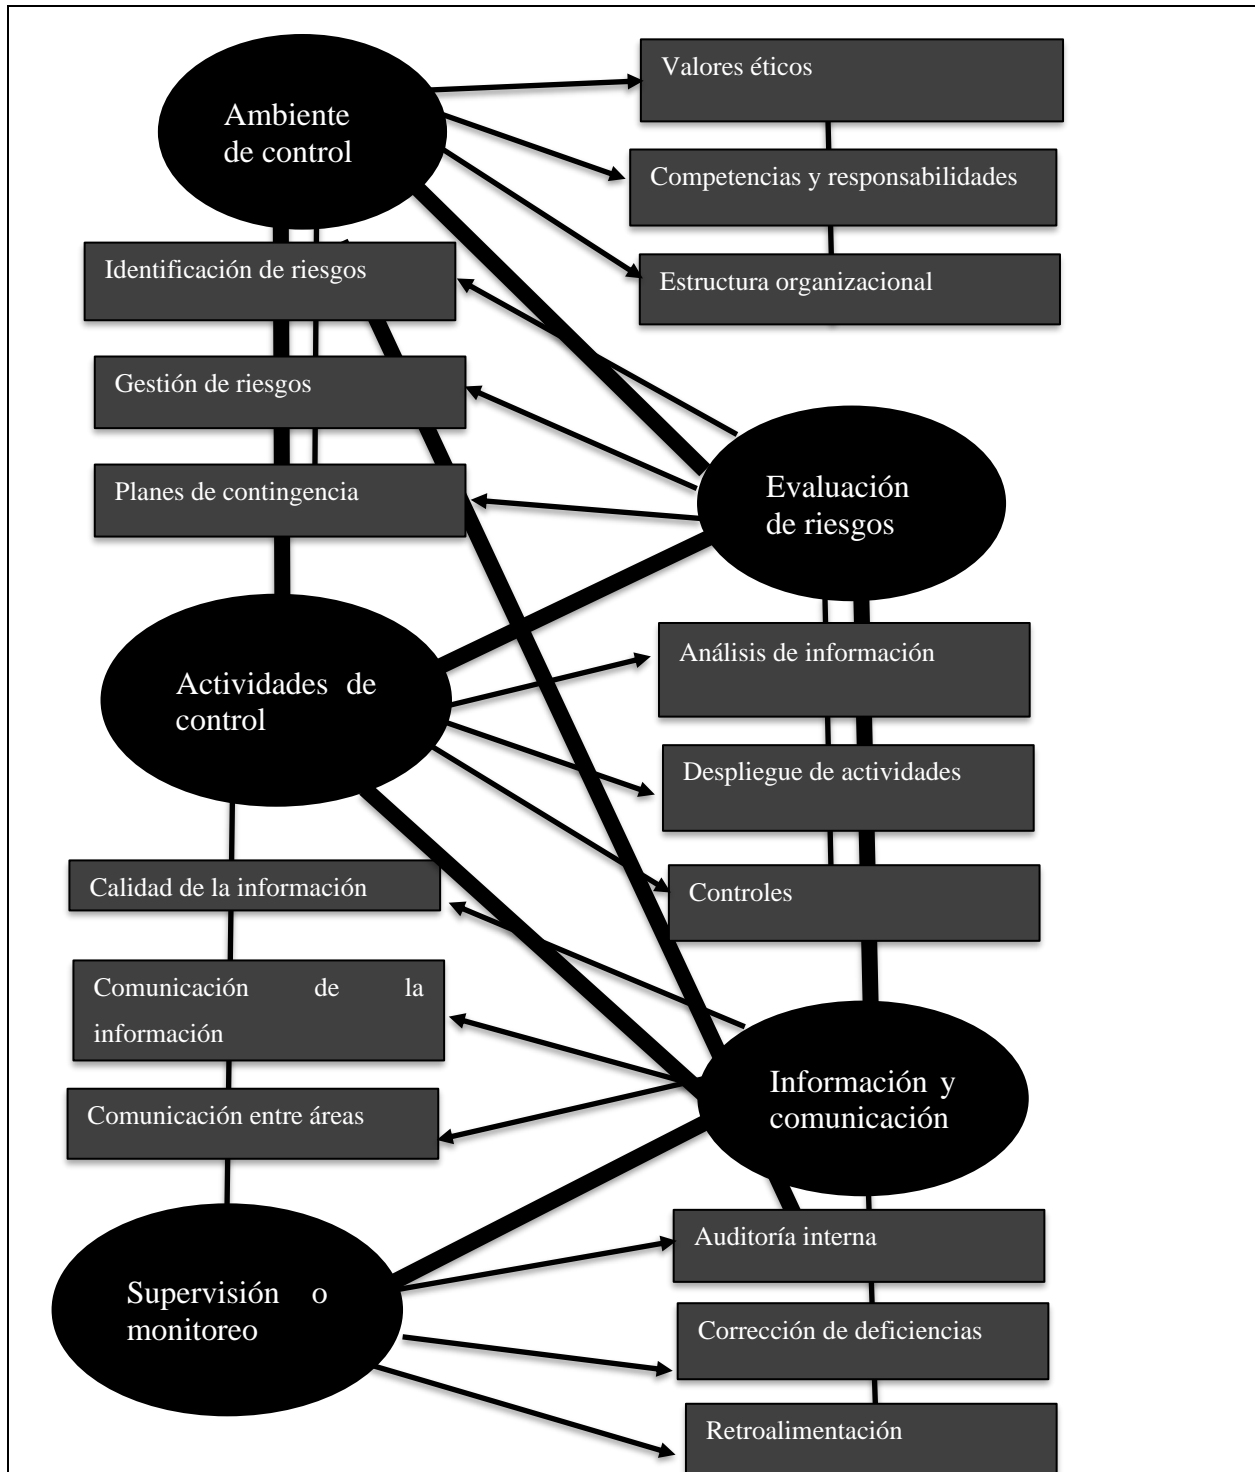 Valores éticos
Ambiente
de control
Competencias y responsabilidades
Identificación de riesgos
Estructura organizacional
Gestión de riesgos
Planes de contingencia
Evaluación
de riesgos
Análisis de información
Actividades de
control
Despliegue de actividades
Calidad de la información
Controles
Comunicación de la
información
Información y
comunicación
Comunicación entre áreas
Auditoría interna
Supervisión o
monitoreo
Corrección de deficiencias
Retroalimentación